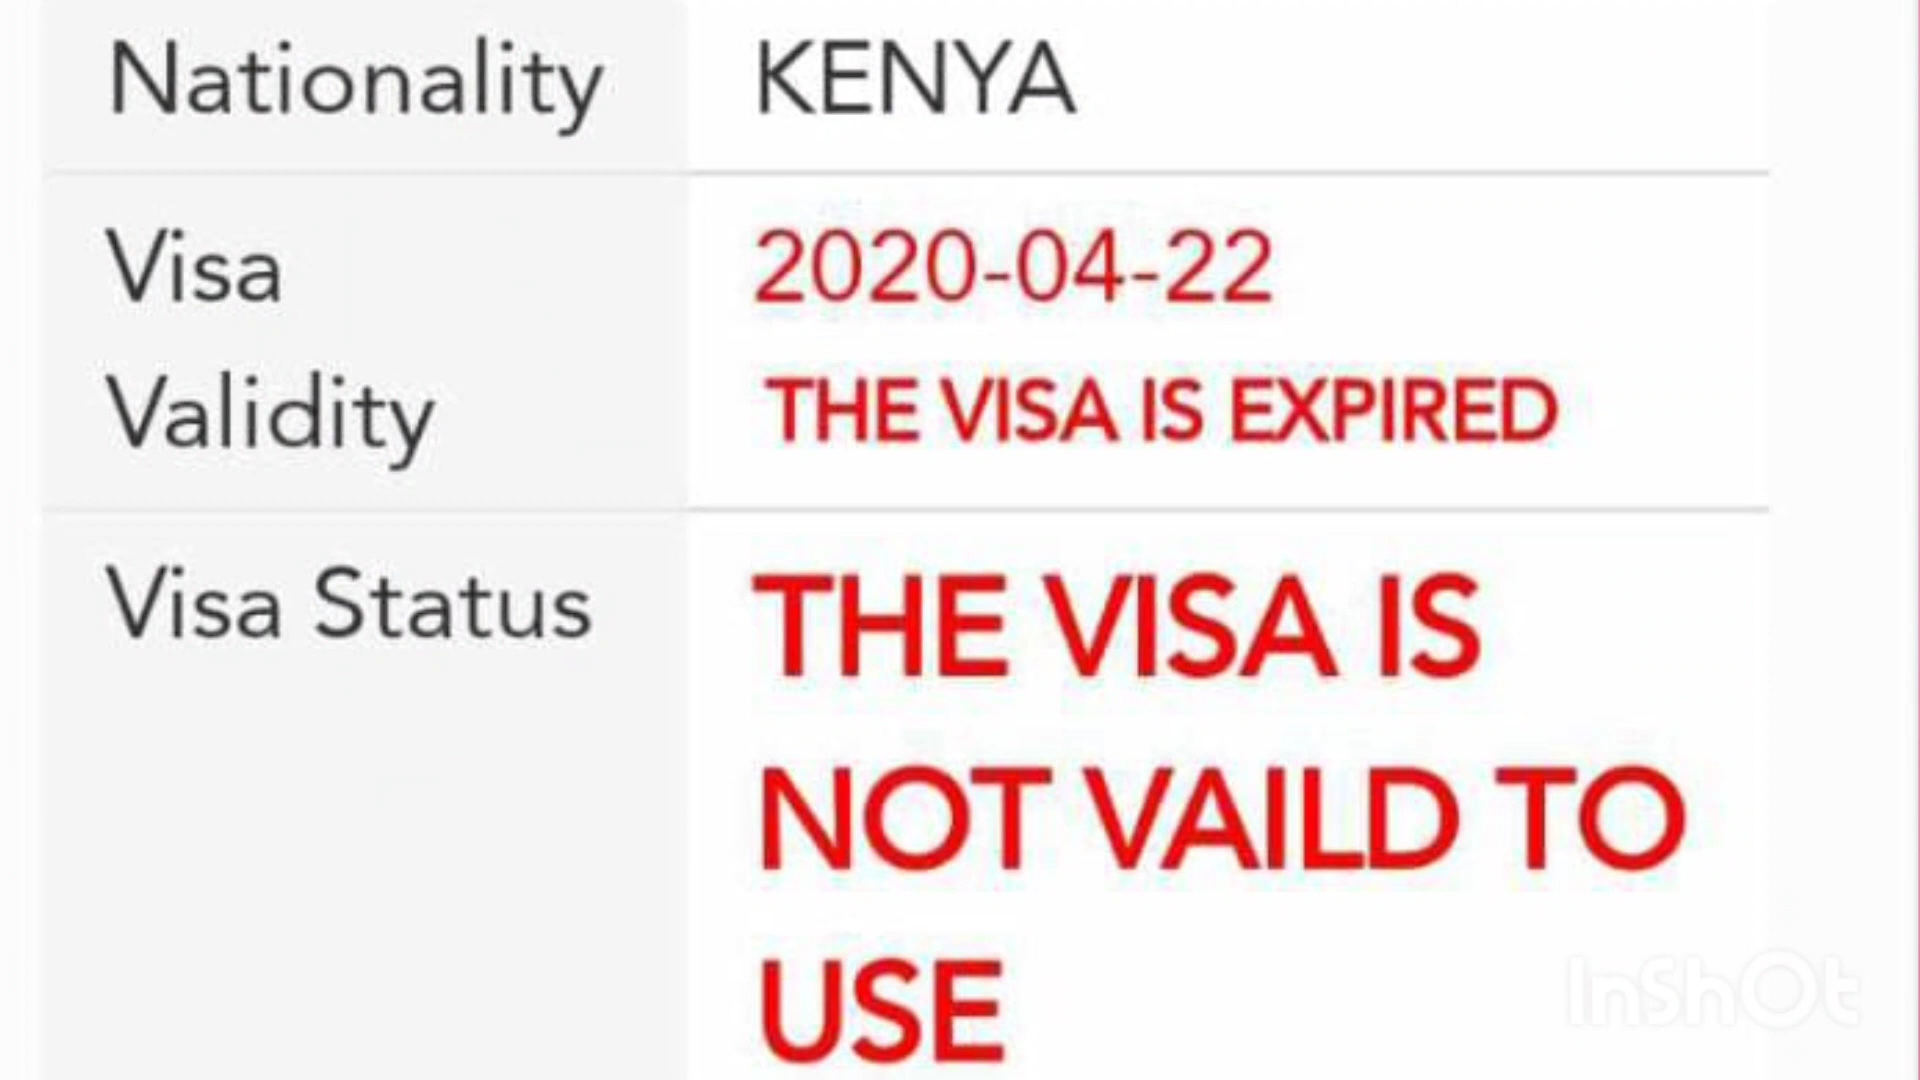 Nationality KENYA
Visa 2020-04-22
Validity THE VISA IS EXPIRED
Visa Status THE VISA IS
NOT VAILD TO
USE
InShOt